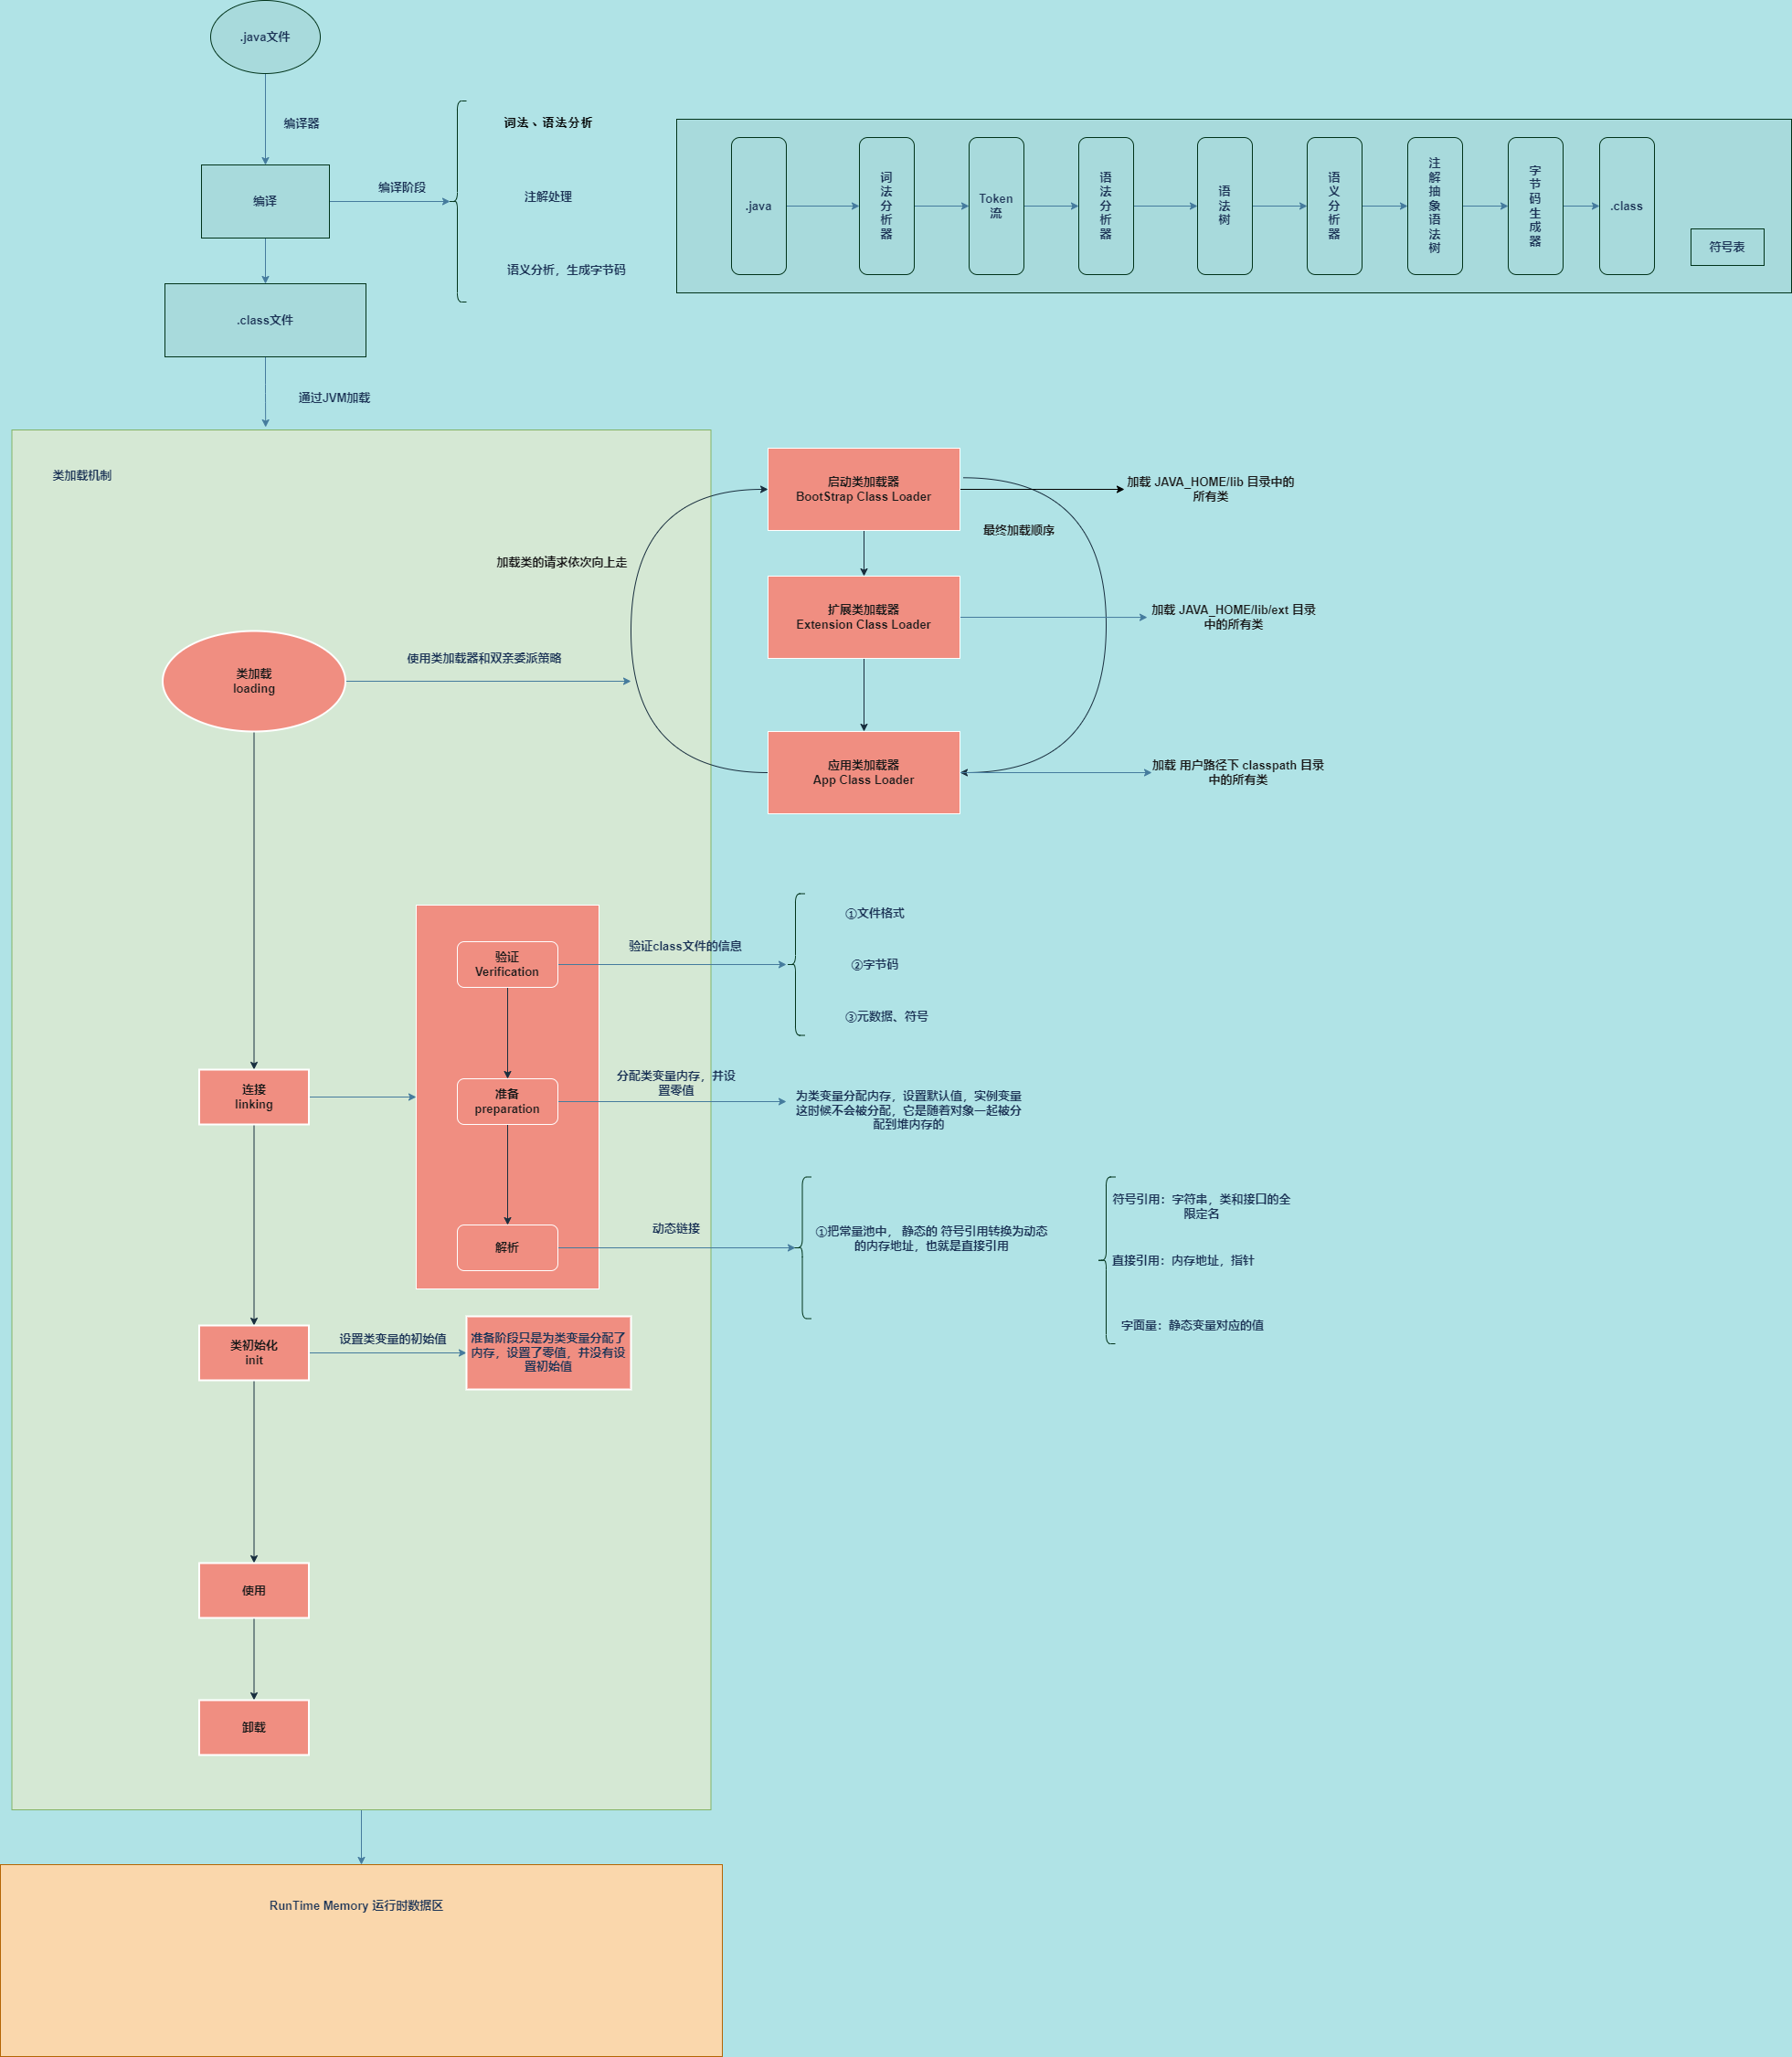 .java文件
编译器
编译
编译阶段
词法、语法分析
注解处理
语义分析，生成字节码
.java
词法分析器
Token
流
语法分析器
语法树
语义分析器
注解抽象语法树
字节码生成器
.class
符号表
.class文件
通过JVM加载
类加载机制
启动类加载器
BootStrap Class Loader
加载 JAVA_HOME/lib 目录中的
所有类
最终加载顺序
加载类的请求依次向上走
扩展类加载器
Extension Class Loader
加载 JAVA_HOME/lib/ext 目录
中的所有类
类加载
loading
使用类加载器和双亲委派策略
应用类加载器
App Class Loader
加载 用户路径下 classpath 目录
中的所有类
验证
Verification
验证class文件的信息
①文件格式
②字节码
③元数据、符号
连接
linking
准备
preparation
分配类变量内存，并设
置零值
为类变量分配内存，设置默认值，实例变量
这时候不会被分配，它是随着对象一起被分
配到堆内存的
解析
动态链接
①把常量池中， 静态的 符号引用转换为动态
的内存地址，也就是直接引用
符号引用：字符串，类和接口的全
限定名
直接引用：内存地址，指针
字面量：静态变量对应的值
类初始化
init
设置类变量的初始值
准备阶段只是为类变量分配了
内存，设置了零值，并没有设
置初始值
使用
卸载
RunTime Memory 运行时数据区